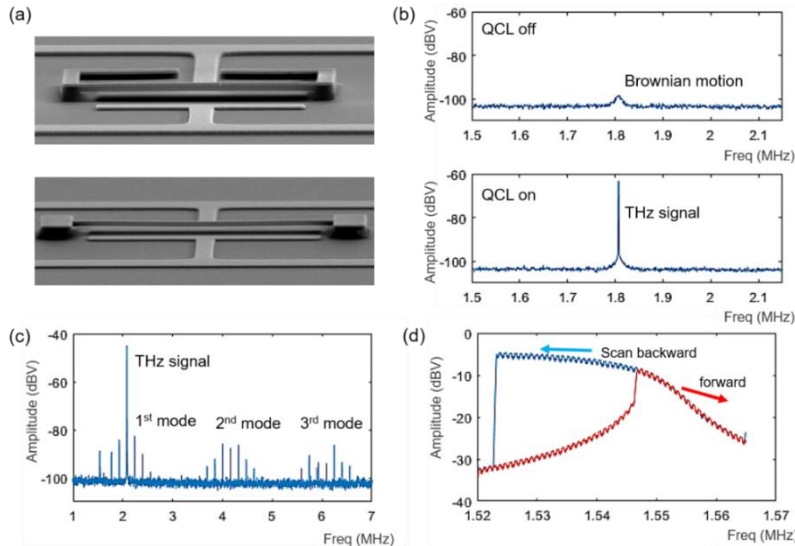 (a)
(b)
-60
QCL off
-80
Brownian motion
-100
Amplitude (dBV)
1.5 1.6 1.7 1.8 1.9 2 2.1
Freq (MHz)
-60
QCL on
THz signal
-80
-100
Amplitude (dBV)
1.5 1.6 1.7 1.8 1.9 2 2.1
Freq (MHz)
(c)
-40
THz signal
-60
1st mode 2nd mode 3rd mode
-80
-100
Amplitude (dBV)
1 2 3 4 5 6 7
Freq (MHz)
(d)
0
Scan backward
forward
-10
-20
-30
-40
Amplitude (dBV)
1.52 1.53 1.54 1.55 1.56 1.57
Freq (MHz)